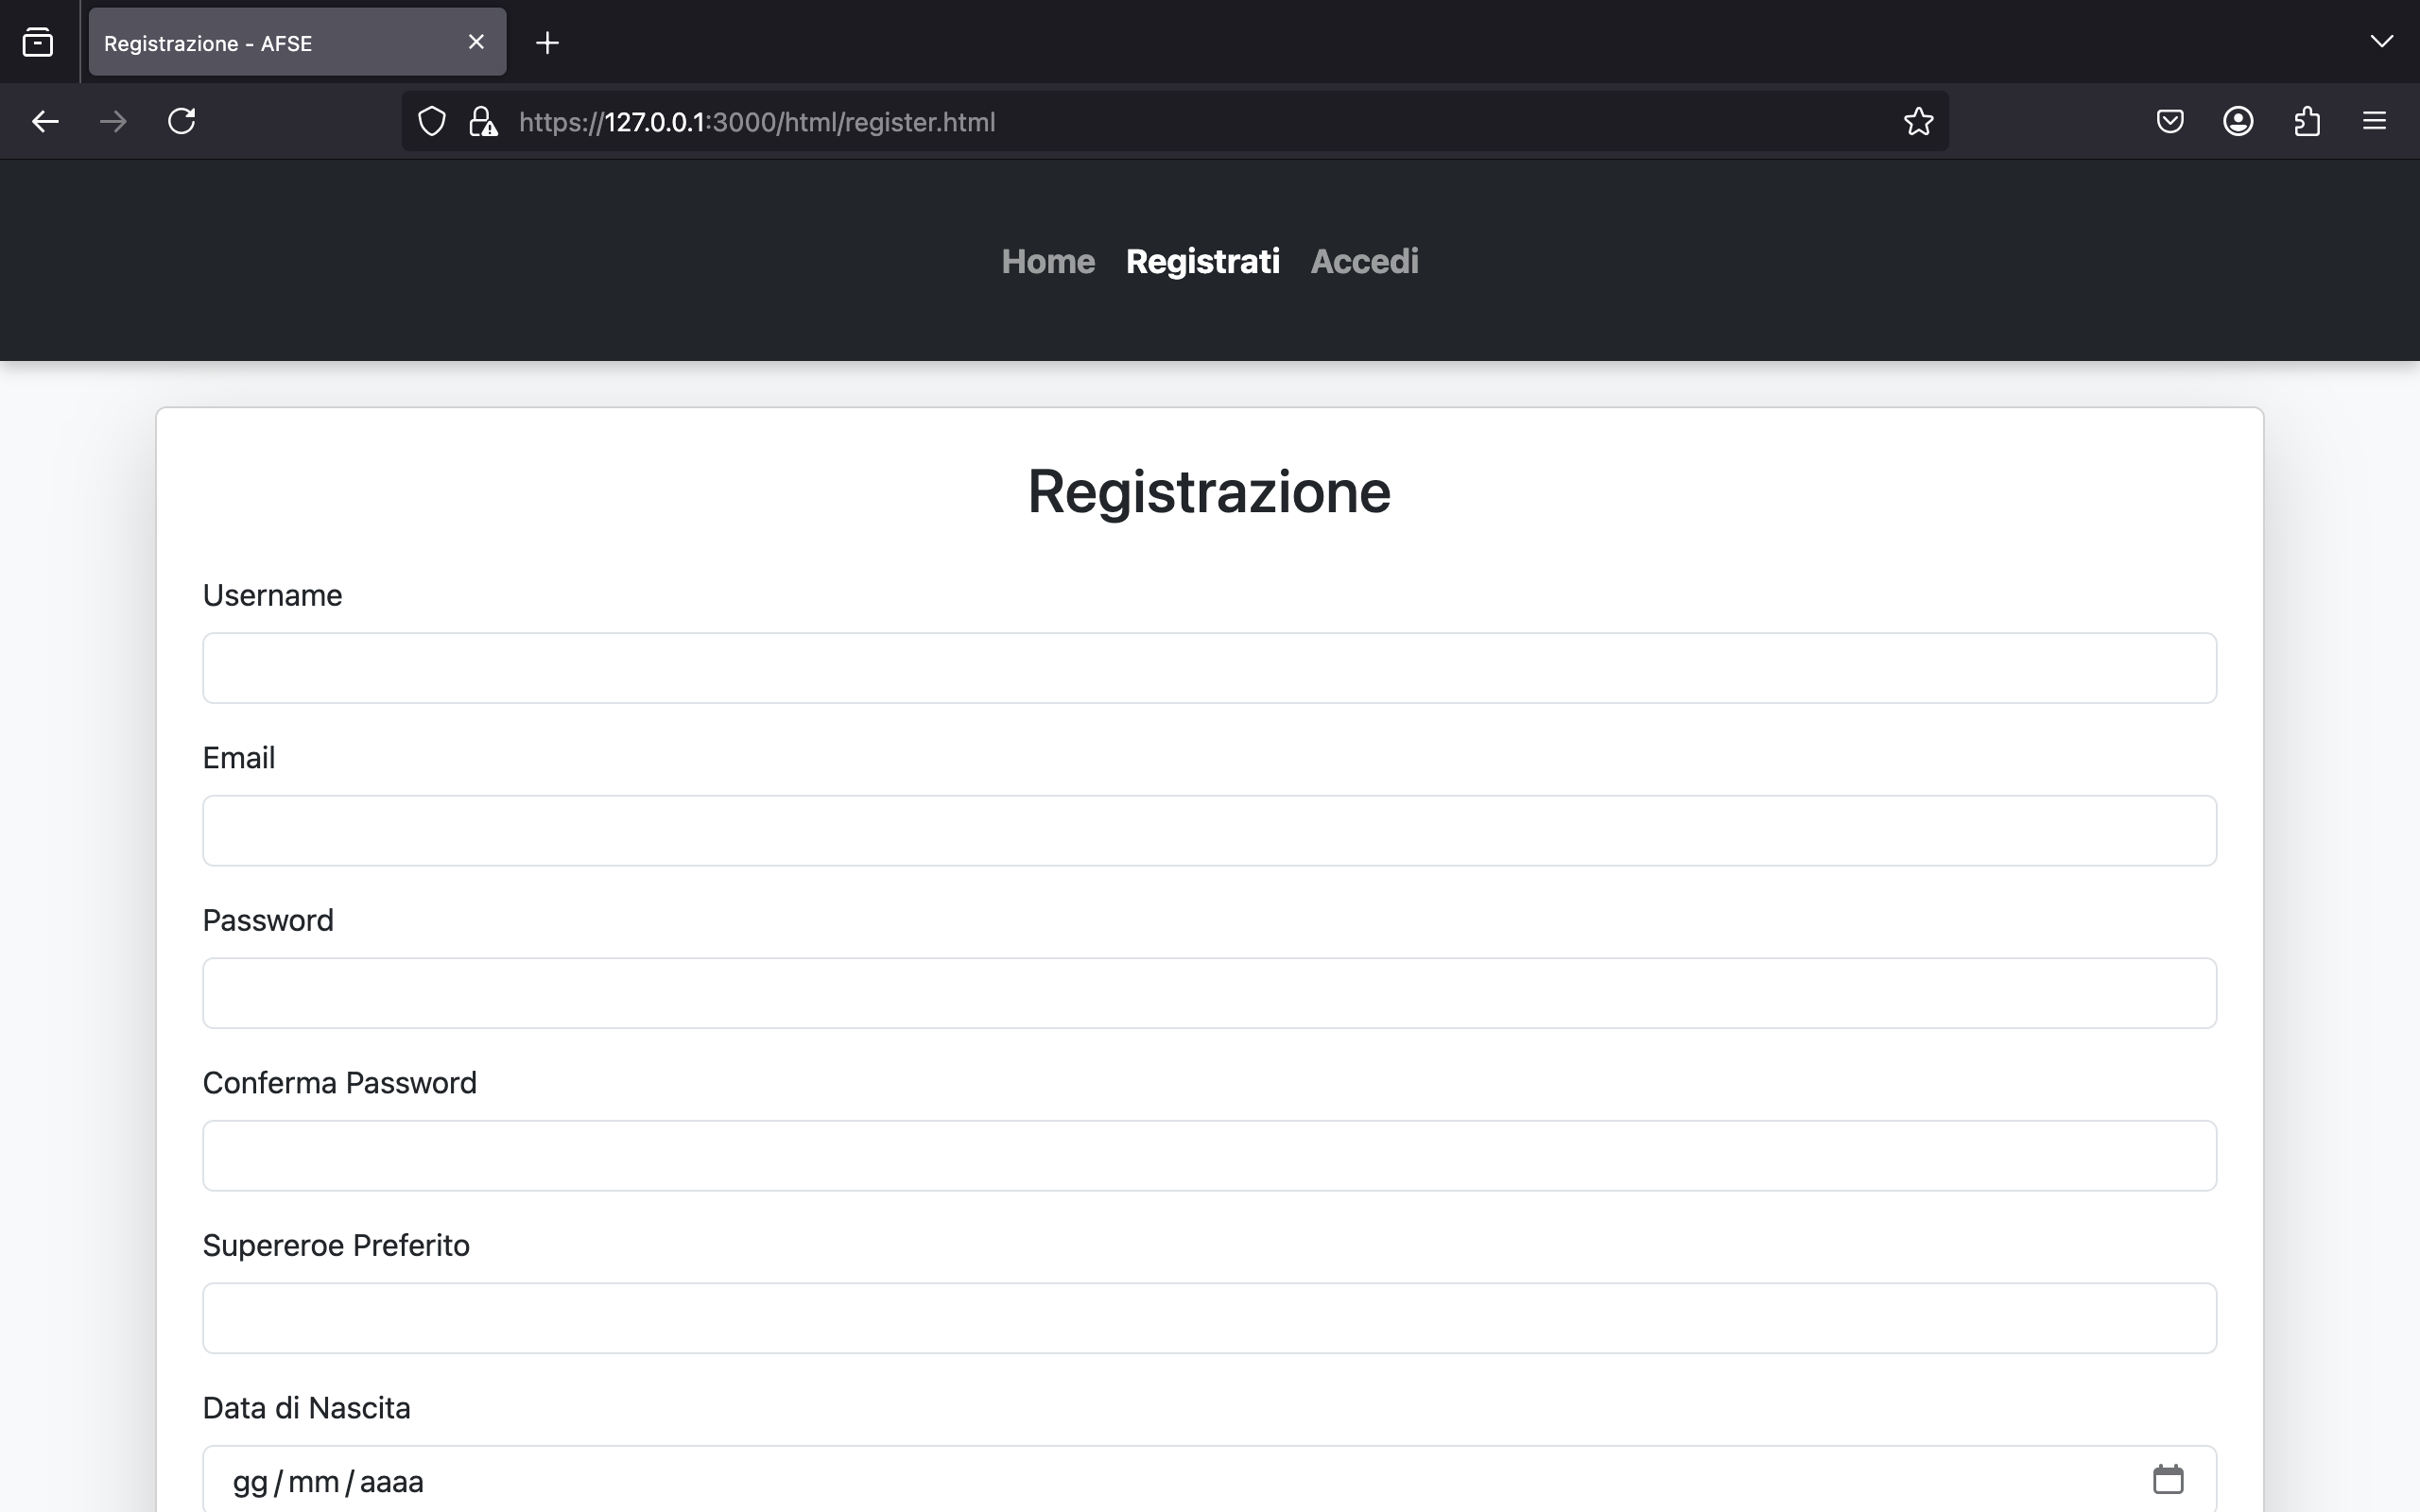 Registrazione - AFSE
https://127.0.0.1:3000/html/register.html
Home Registrati Accedi
Registrazione
Username
Email
Password
Conferma Password
Supereroe Preferito
Data di Nascita
gg/mm/aaaa